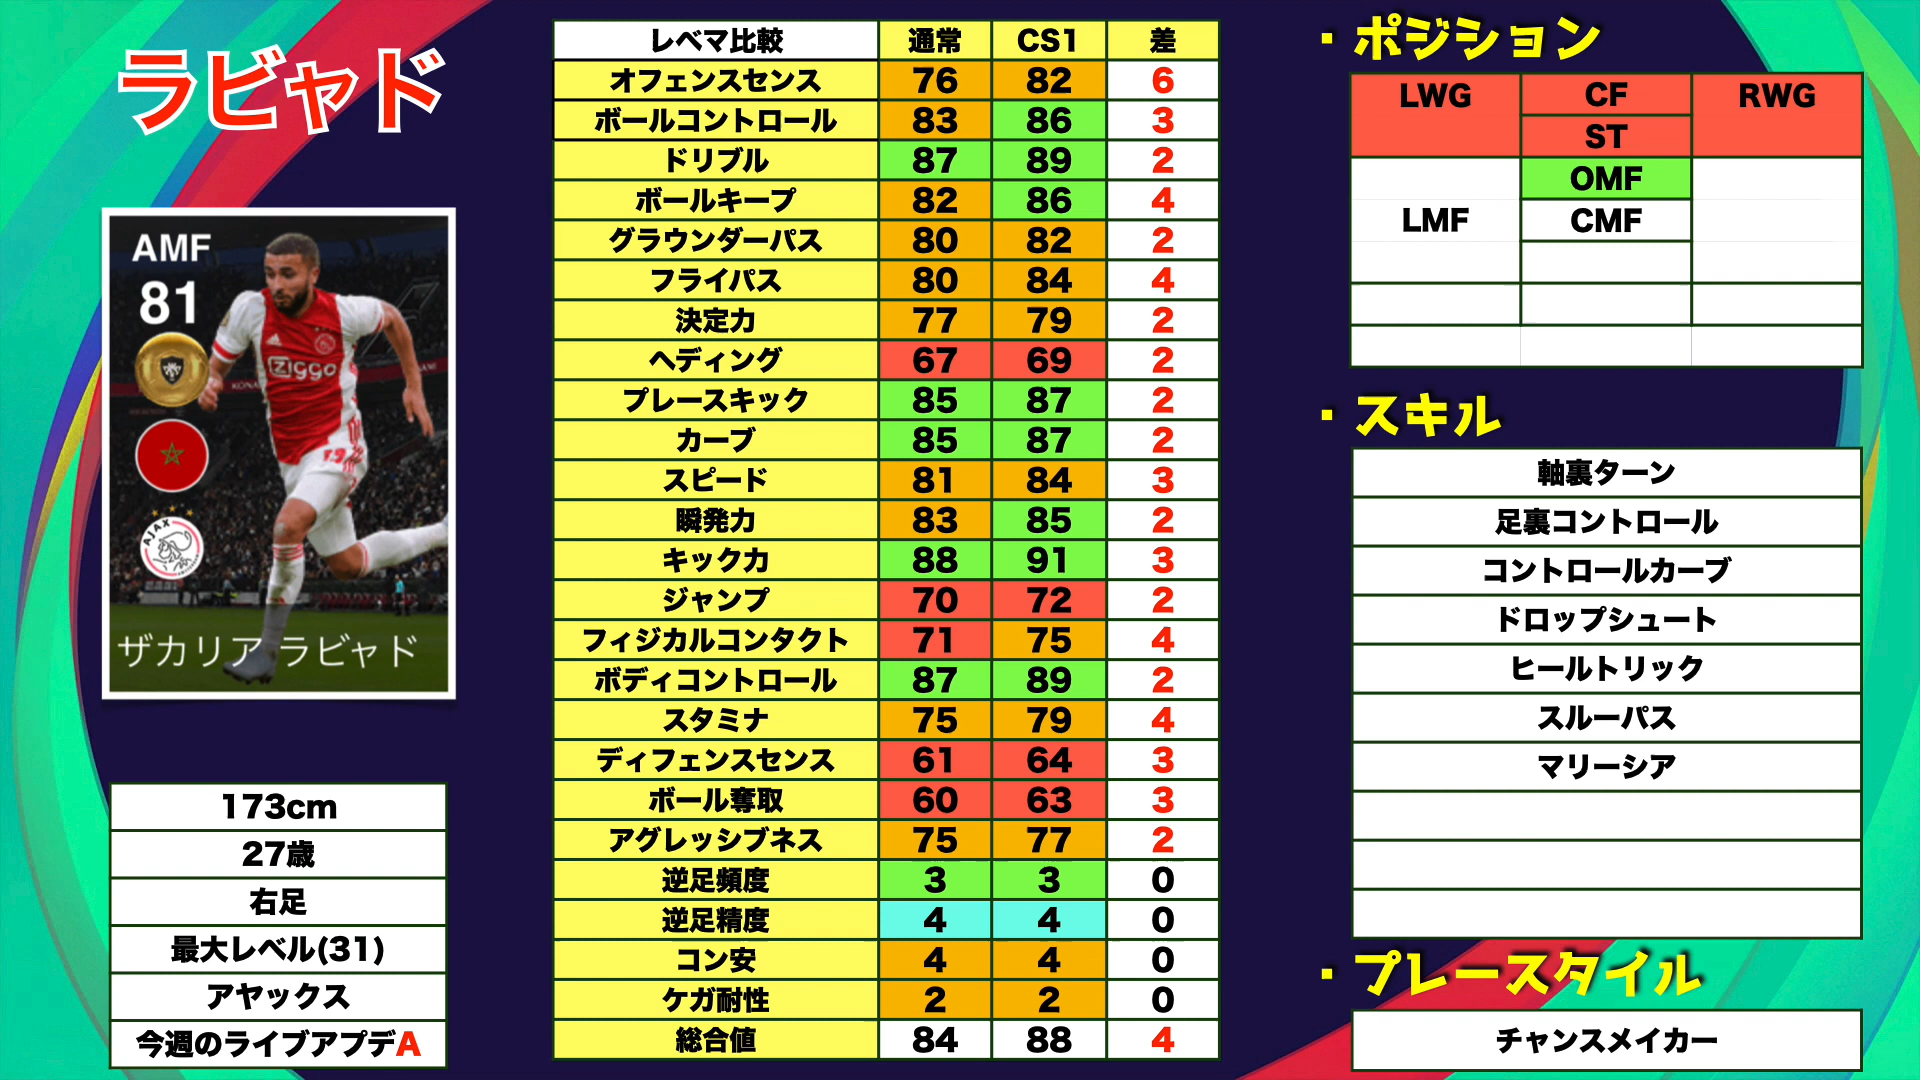 ラビャド
AMF
81
Ziggo
AJAX
ザカリア ラビャド
173cm
27歳
右足
最大レベル(31)
アヤックス
今週のライブアプデA
レベマ比較 通常 CS1 差
オフェンスセンス 76 82 6
ボールコントロール 83 86 3
ドリブル 87 89 2
ボールキープ 82 86 4
グラウンダーパス 80 82 2
フライパス 80 84 4
決定力 77 79 2
ヘディング 67 69 2
プレースキック 85 87 2
カーブ 85 87 2
スピード 81 84 3
瞬発力 83 85 2
キック力 88 91 3
ジャンプ 70 72 2
フィジカルコンタクト 71 75 4
ボディコントロール 87 89 2
スタミナ 75 79 4
ディフェンスセンス 61 64 3
ボール奪取 60 63 3
アグレッシブネス 75 77 2
逆足頻度 3 3 0
逆足精度 4 4 0
コン安 4 4 0
ケガ耐性 2 2 0
総合値 84 88 4
・ポジション
LWG CF RWG
ST
OMF
LMF CMF
・スキル
軸裏ターン
足裏コントロール
コントロールカーブ
ドロップシュート
ヒールトリック
スルーパス
マリーシア
・プレースタイル
チャンスメイカー